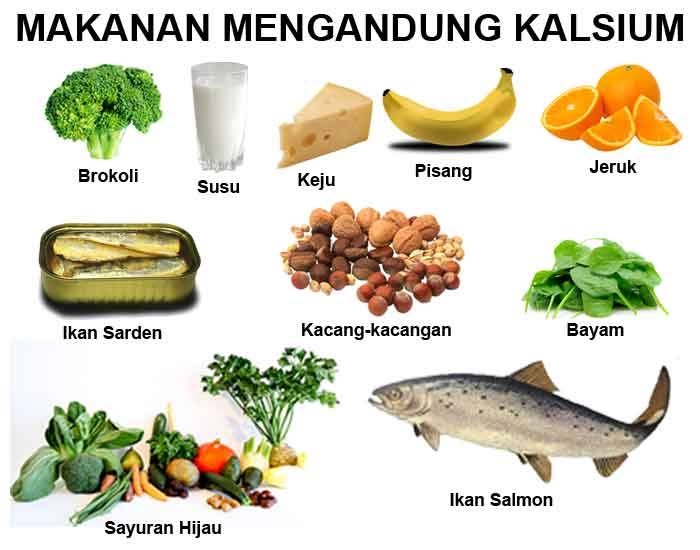 MAKANAN MENGANDUNG KALSIUM
Brokoli
Susu
Keju
Pisang
Jeruk
Ikan Sarden
Kacang-kacangan
Bayam
Sayuran Hijau
Ikan Salmon